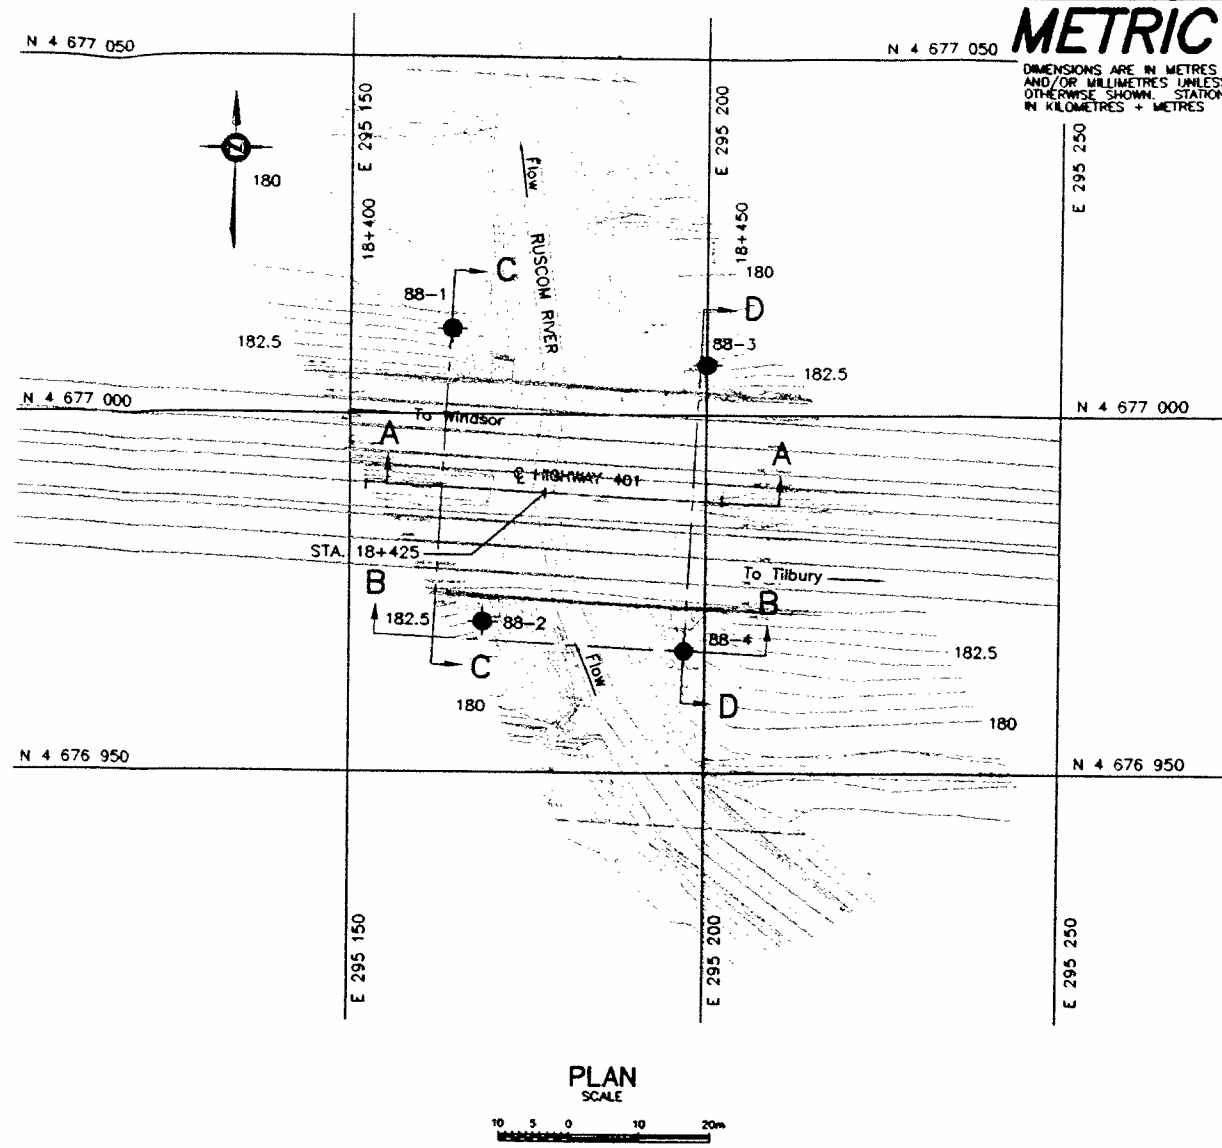 METRIC
DIMENSIONS ARE IN METRES
AND/OR MILLIMETRES UNLESS
OTHERWISE SHOWN. STATION
IN KILOMETRES + METRES
N 4 677 050
N 4 677 050
E 295 150
E 295 200
E 295 250
N
180
Flow
18+400
18+450
RUSCOM RIVER
C
180
88-1
D
88-3
182.5
182.5
N 4 677 000
N 4 677 000
To Windsor
A
A
℄ HIGHWAY 401
STA. 18+425
To Tilbury
B
B
182.5
88-2
88-4
182.5
Flow
C
180
D
180
N 4 676 950
N 4 676 950
E 295 150
E 295 200
E 295 250
PLAN
SCALE
10 5 0 10 20m